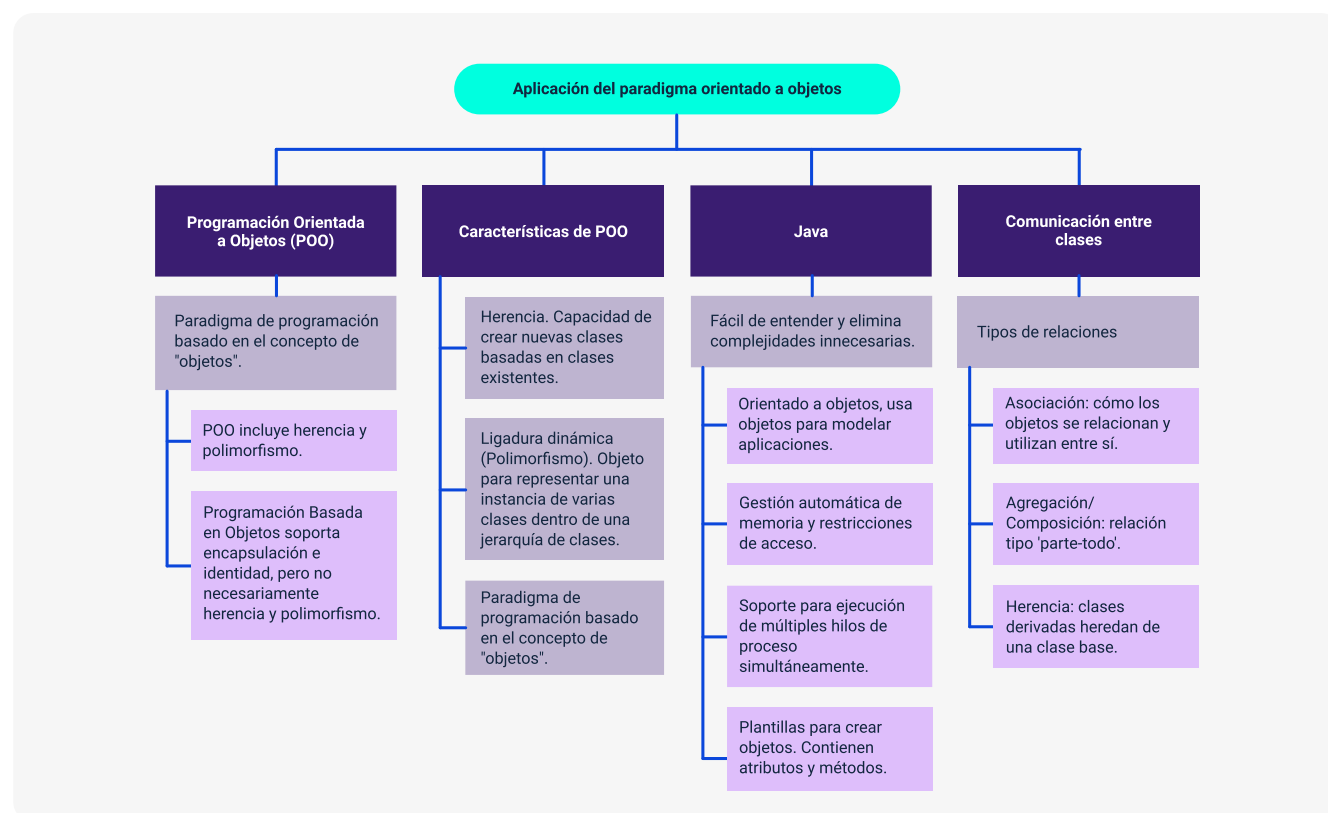 Aplicación del paradigma orientado a objetos
Programación Orientada
a Objetos (POO)
Paradigma de programación
basado en el concepto de
"objetos".
POO incluye herencia y
polimorfismo.
Programación Basada
en Objetos soporta
encapsulación e
identidad, pero no
necesariamente
herencia y polimorfismo.
Características de POO
Herencia. Capacidad de
crear nuevas clases
basadas en clases
existentes.
Ligadura dinámica
(Polimorfismo). Objeto
para representar una
instancia de varias
clases dentro de una
jerarquía de clases.
Paradigma de
programación basado
en el concepto de
"objetos".
Java
Fácil de entender y elimina
complejidades innecesarias.
Orientado a objetos, usa
objetos para modelar
aplicaciones.
Gestión automática de
memoria y restricciones
de acceso.
Soporte para ejecución
de múltiples hilos de
proceso
simultáneamente.
Plantillas para crear
objetos. Contienen
atributos y métodos.
Comunicación entre
clases
Tipos de relaciones
Asociación: cómo los
objetos se relacionan y
utilizan entre sí.
Agregación/
Composición: relación
tipo 'parte-todo'.
Herencia: clases
derivadas heredan de
una clase base.